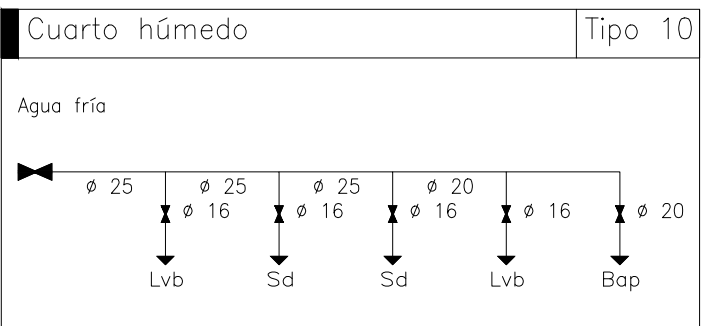 Cuarto húmedo Tipo 10
Agua fría
ø 25 ø 25 ø 25 ø 20
ø 16 ø 16 ø 16 ø 16 ø 20
Lvb Sd Sd Lvb Bap